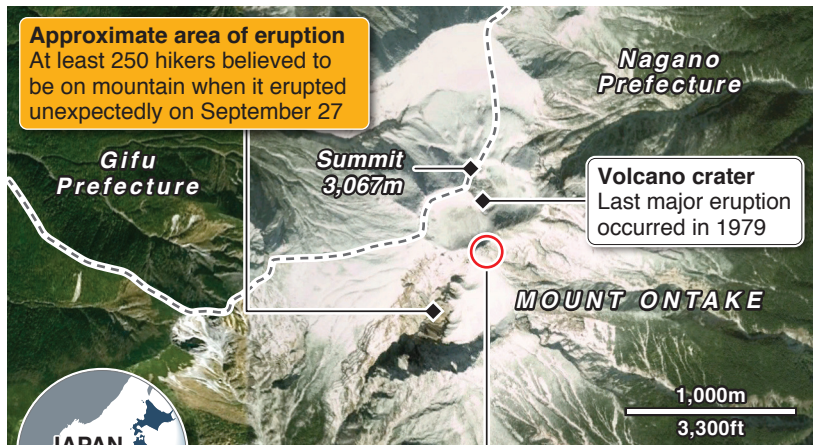 Approximate area of eruption
At least 250 hikers believed to
be on mountain when it erupted
unexpectedly on September 27
Nagano
Prefecture
Gifu
Prefecture
Summit
3,067m
Volcano crater
Last major eruption
occurred in 1979
MOUNT ONTAKE
1,000m
3,300ft
JAPAN